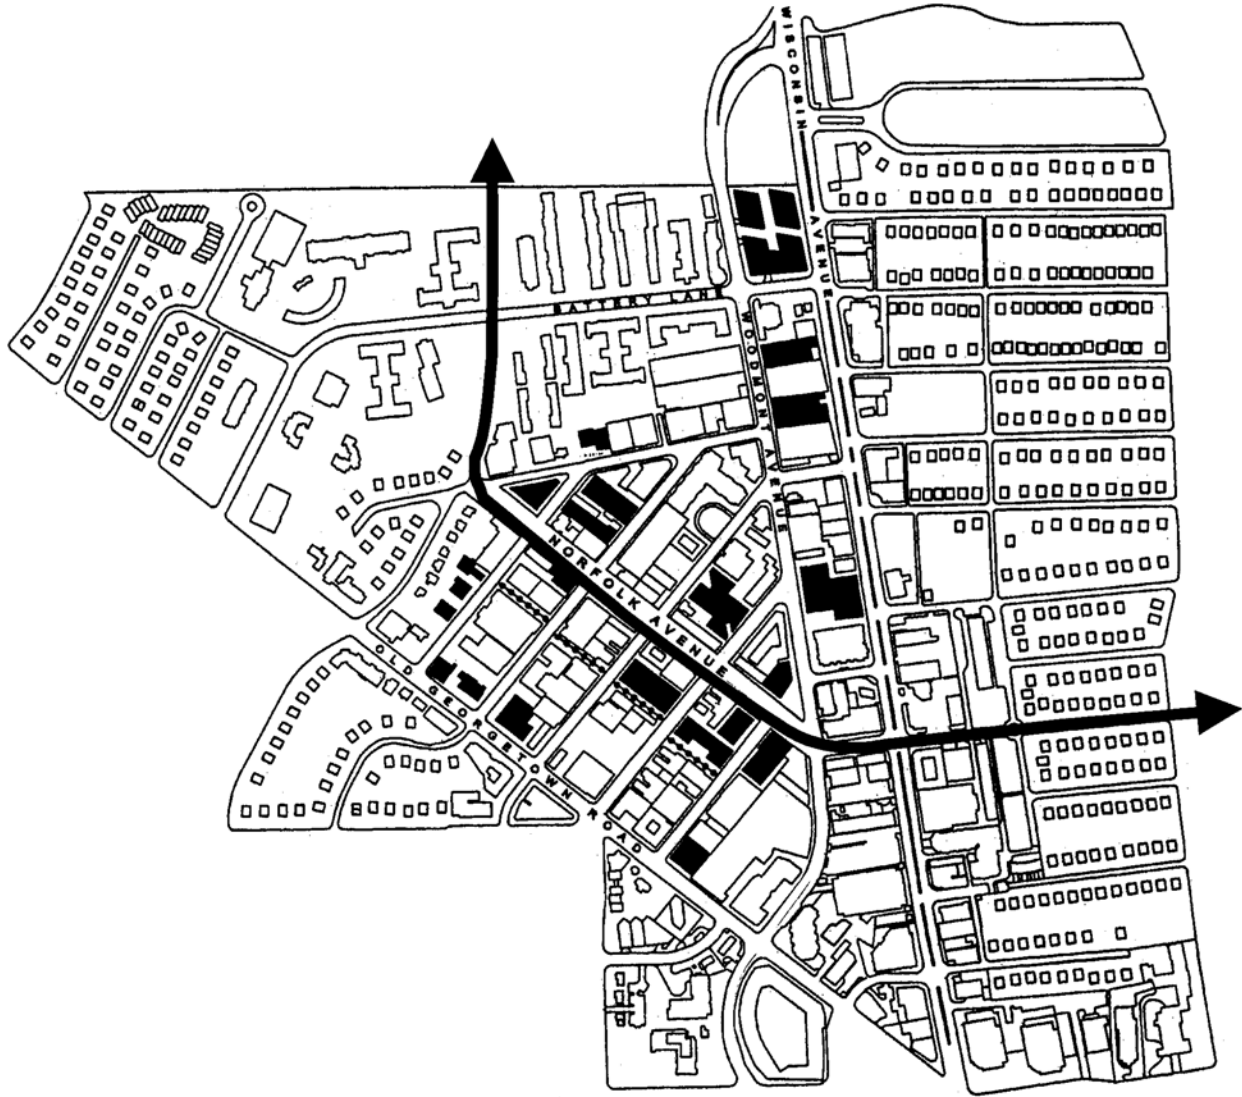 WISCONSIN AVENUE
BATTERY LANE
WOODMONT AVENUE
NORFOLK AVENUE
OLD GEORGETOWN ROAD